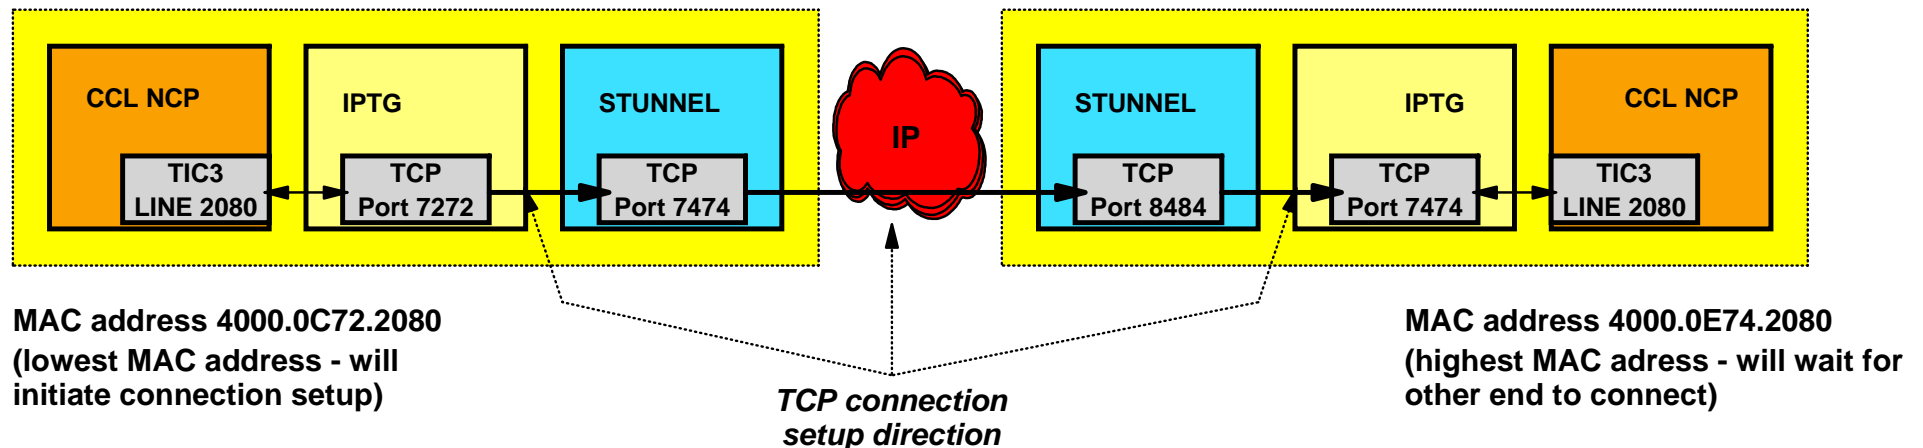 CCL NCP
TIC3
LINE 2080
IPTG
TCP
Port 7272
STUNNEL
TCP
Port 7474
IP
STUNNEL
TCP
Port 8484
IPTG
TCP
Port 7474
CCL NCP
TIC3
LINE 2080
MAC address 4000.0C72.2080
(lowest MAC address - will
initiate connection setup)
TCP connection
setup direction
MAC address 4000.0E74.2080
(highest MAC adress - will wait for
other end to connect)